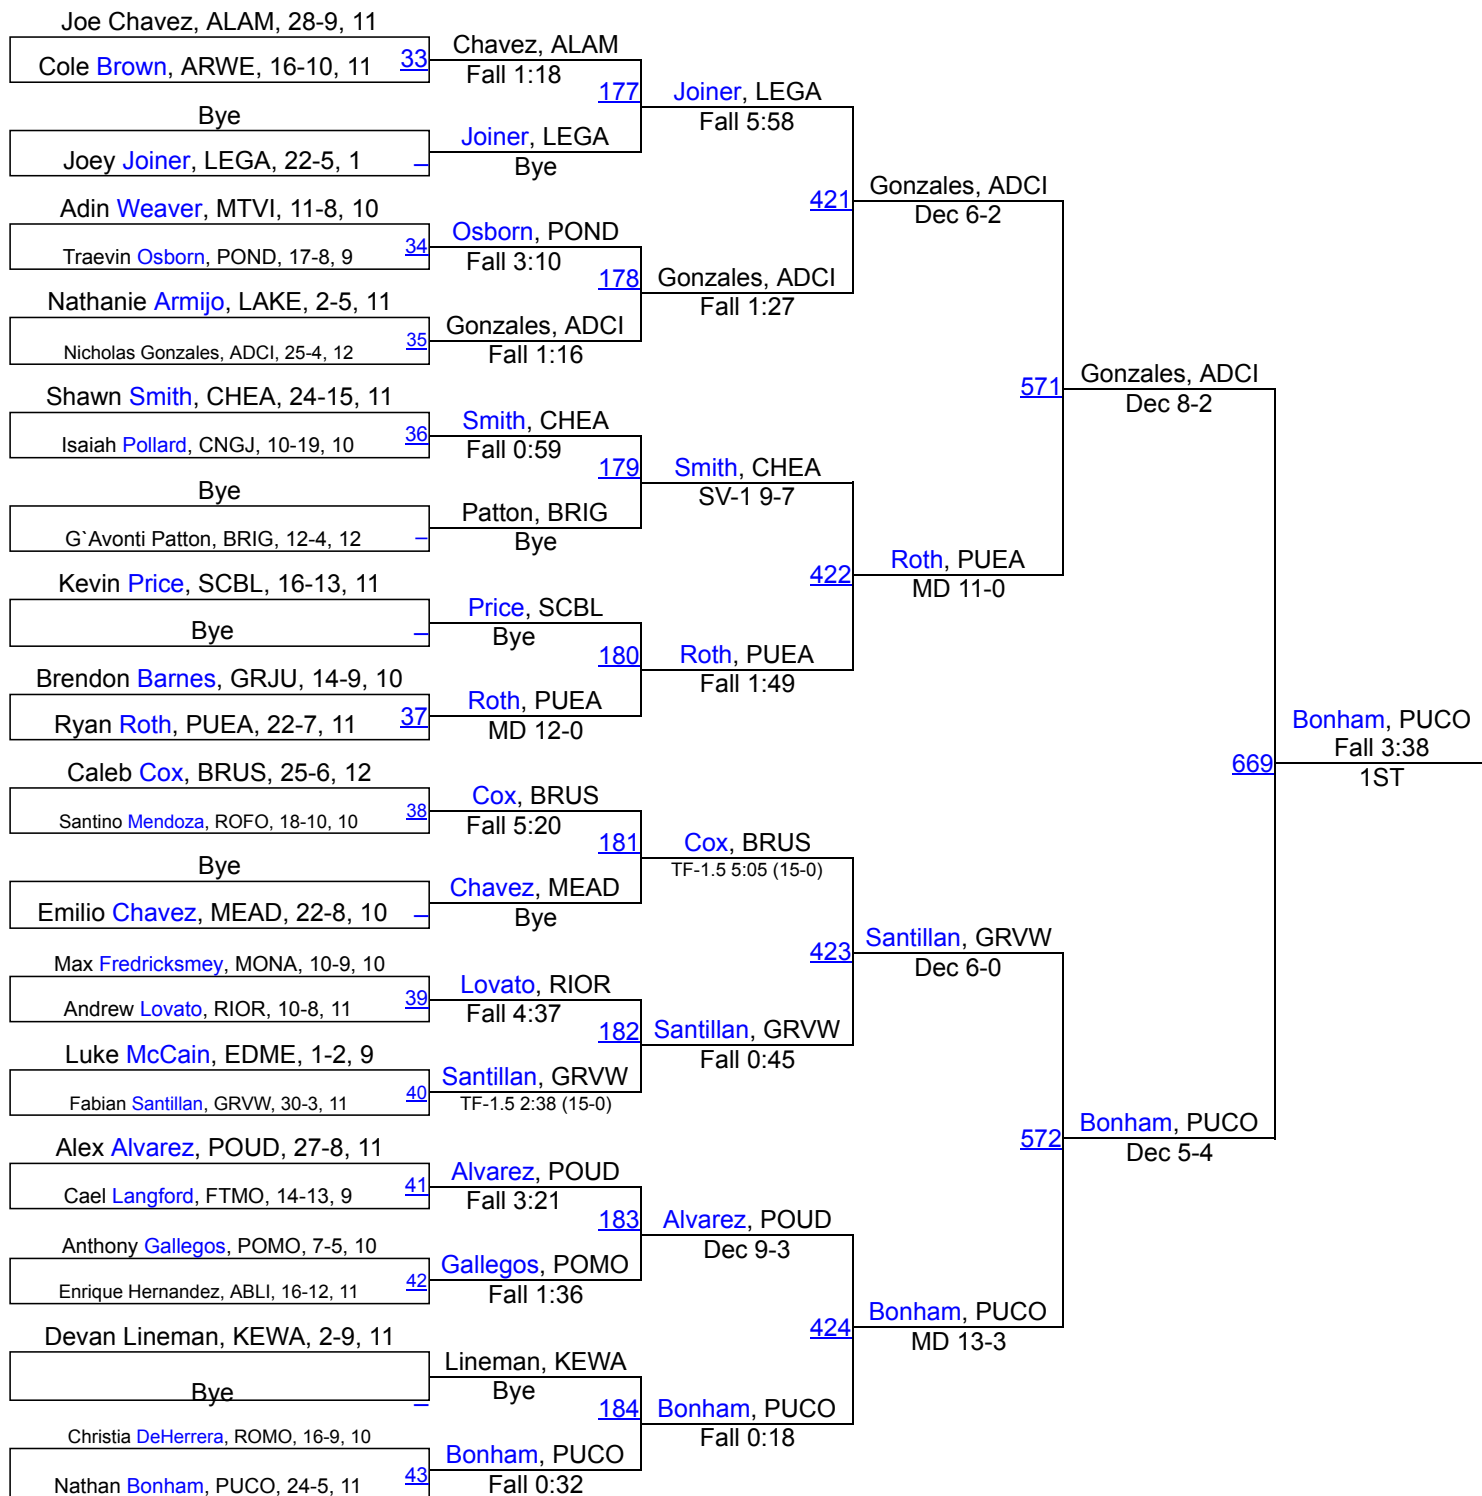 Joe Chavez, ALAM, 28-9, 11
Cole Brown, ARWE, 16-10, 11
33
Bye
Joey Joiner, LEGA, 22-5, 1
–
Adin Weaver, MTVI, 11-8, 10
Traevin Osborn, POND, 17-8, 9
34
Nathanie Armijo, LAKE, 2-5, 11
Nicholas Gonzales, ADCI, 25-4, 12
35
Shawn Smith, CHEA, 24-15, 11
Isaiah Pollard, CNGJ, 10-19, 10
36
Bye
G`Avonti Patton, BRIG, 12-4, 12
–
Kevin Price, SCBL, 16-13, 11
Bye
–
Brendon Barnes, GRJU, 14-9, 10
Ryan Roth, PUEA, 22-7, 11
37
Caleb Cox, BRUS, 25-6, 12
Santino Mendoza, ROFO, 18-10, 10
38
Bye
Emilio Chavez, MEAD, 22-8, 10
–
Max Fredricksmey, MONA, 10-9, 10
Andrew Lovato, RIOR, 10-8, 11
39
Luke McCain, EDME, 1-2, 9
Fabian Santillan, GRVW, 30-3, 11
40
Alex Alvarez, POUD, 27-8, 11
Cael Langford, FTMO, 14-13, 9
41
Anthony Gallegos, POMO, 7-5, 10
Enrique Hernandez, ABLI, 16-12, 11
42
Devan Lineman, KEWA, 2-9, 11
Bye
–
Christia DeHerrera, ROMO, 16-9, 10
Nathan Bonham, PUCO, 24-5, 11
43
Chavez, ALAM
Fall 1:18
177
Joiner, LEGA
Bye
Osborn, POND
Fall 3:10
178
Gonzales, ADCI
Fall 1:16
Smith, CHEA
Fall 0:59
179
Patton, BRIG
Bye
Price, SCBL
Bye
180
Roth, PUEA
MD 12-0
Cox, BRUS
Fall 5:20
181
Chavez, MEAD
Bye
Lovato, RIOR
Fall 4:37
182
Santillan, GRVW
TF-1.5 2:38 (15-0)
Alvarez, POUD
Fall 3:21
183
Gallegos, POMO
Fall 1:36
Lineman, KEWA
Bye
184
Bonham, PUCO
Fall 0:32
Joiner, LEGA
Fall 5:58
421
Gonzales, ADCI
Fall 1:27
Smith, CHEA
SV-1 9-7
422
Roth, PUEA
Fall 1:49
Cox, BRUS
TF-1.5 5:05 (15-0)
423
Santillan, GRVW
Fall 0:45
Alvarez, POUD
Dec 9-3
424
Bonham, PUCO
Fall 0:18
Gonzales, ADCI
Dec 6-2
571
Roth, PUEA
MD 11-0
Santillan, GRVW
Dec 6-0
572
Bonham, PUCO
MD 13-3
Gonzales, ADCI
Dec 8-2
669
Bonham, PUCO
Dec 5-4
Bonham, PUCO
Fall 3:38
1ST